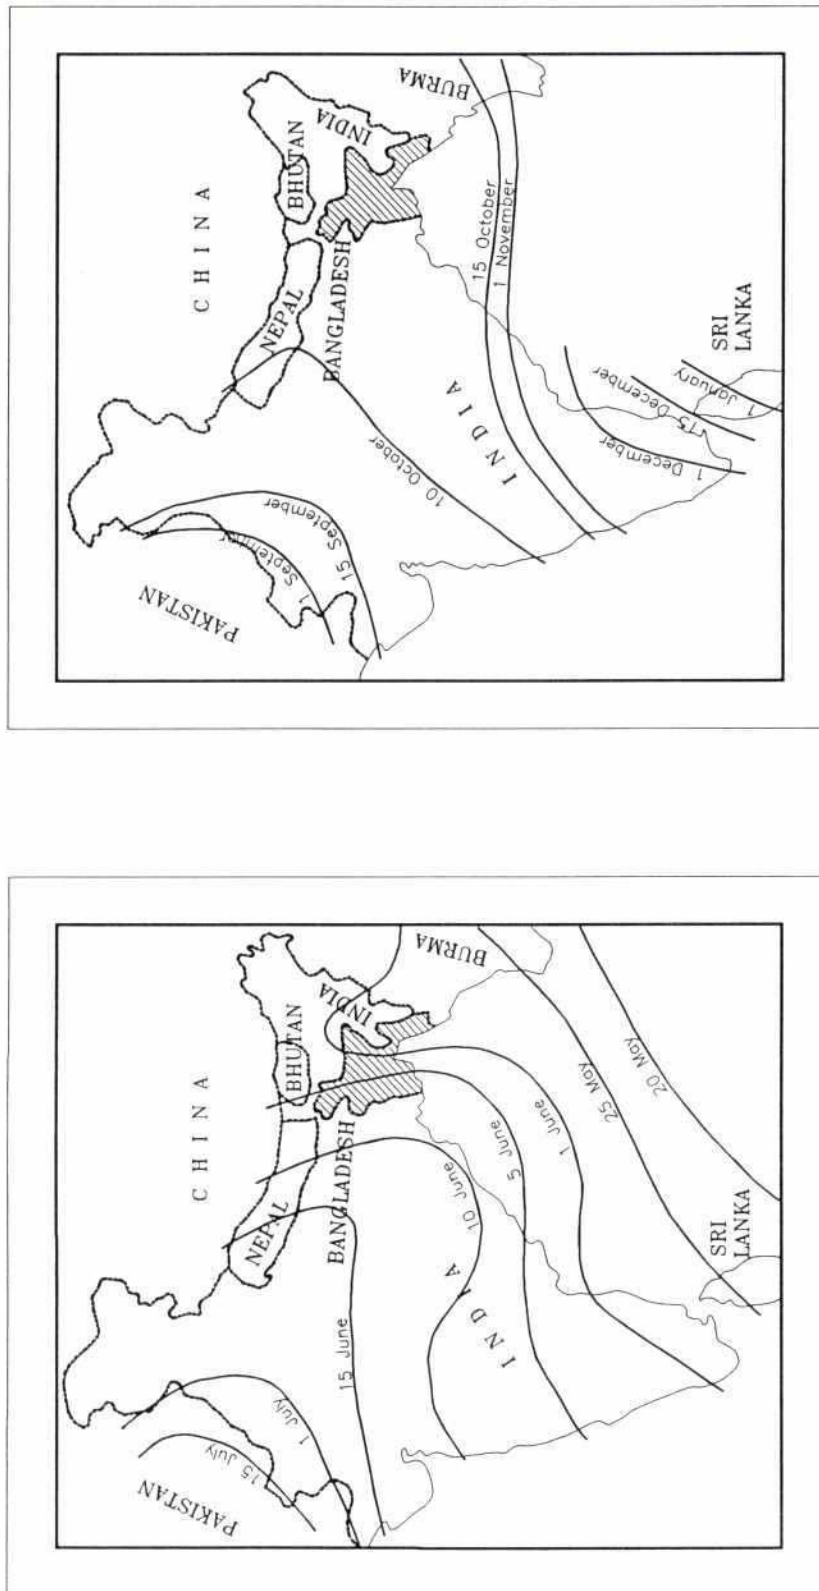 CHINA
BHUTAN
INDIA
BURMA
NEPAL
BANGLADESH
15 October
1 November
SRI
LANKA
INDIA
10 October
1 January
15 December
1 December
15 September
1 September
PAKISTAN
CHINA
BHUTAN
INDIA
BURMA
NEPAL
BANGLADESH
20 May
25 May
1 June
5 June
10 June
SRI
LANKA
INDIA
15 June
1 July
15 July
PAKISTAN